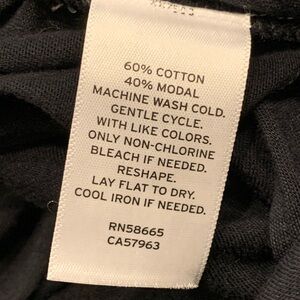 60% COTTON
40% MODAL
MACHINE WASH COLD.
GENTLE CYCLE.
WITH LIKE COLORS.
ONLY NON-CHLORINE
BLEACH IF NEEDED.
RESHAPE.
LAY FLAT TO DRY.
COOL IRON IF NEEDED.
RN58665
CA57963